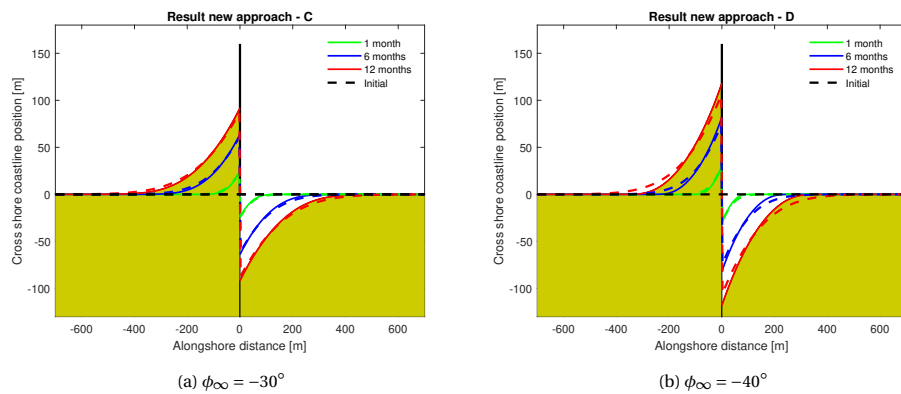 Result new approach - C
150
100
50
0
-50
-100
Cross shore coastline position [m]
1 month
6 months
12 months
Initial
-600
-400
-200
0
200
400
600
Alongshore distance [m]
(a) ϕ∞ = −30°
Result new approach - D
150
100
50
0
-50
-100
Cross shore coastline position [m]
1 month
6 months
12 months
Initial
-600
-400
-200
0
200
400
600
Alongshore distance [m]
(b) ϕ∞ = −40°